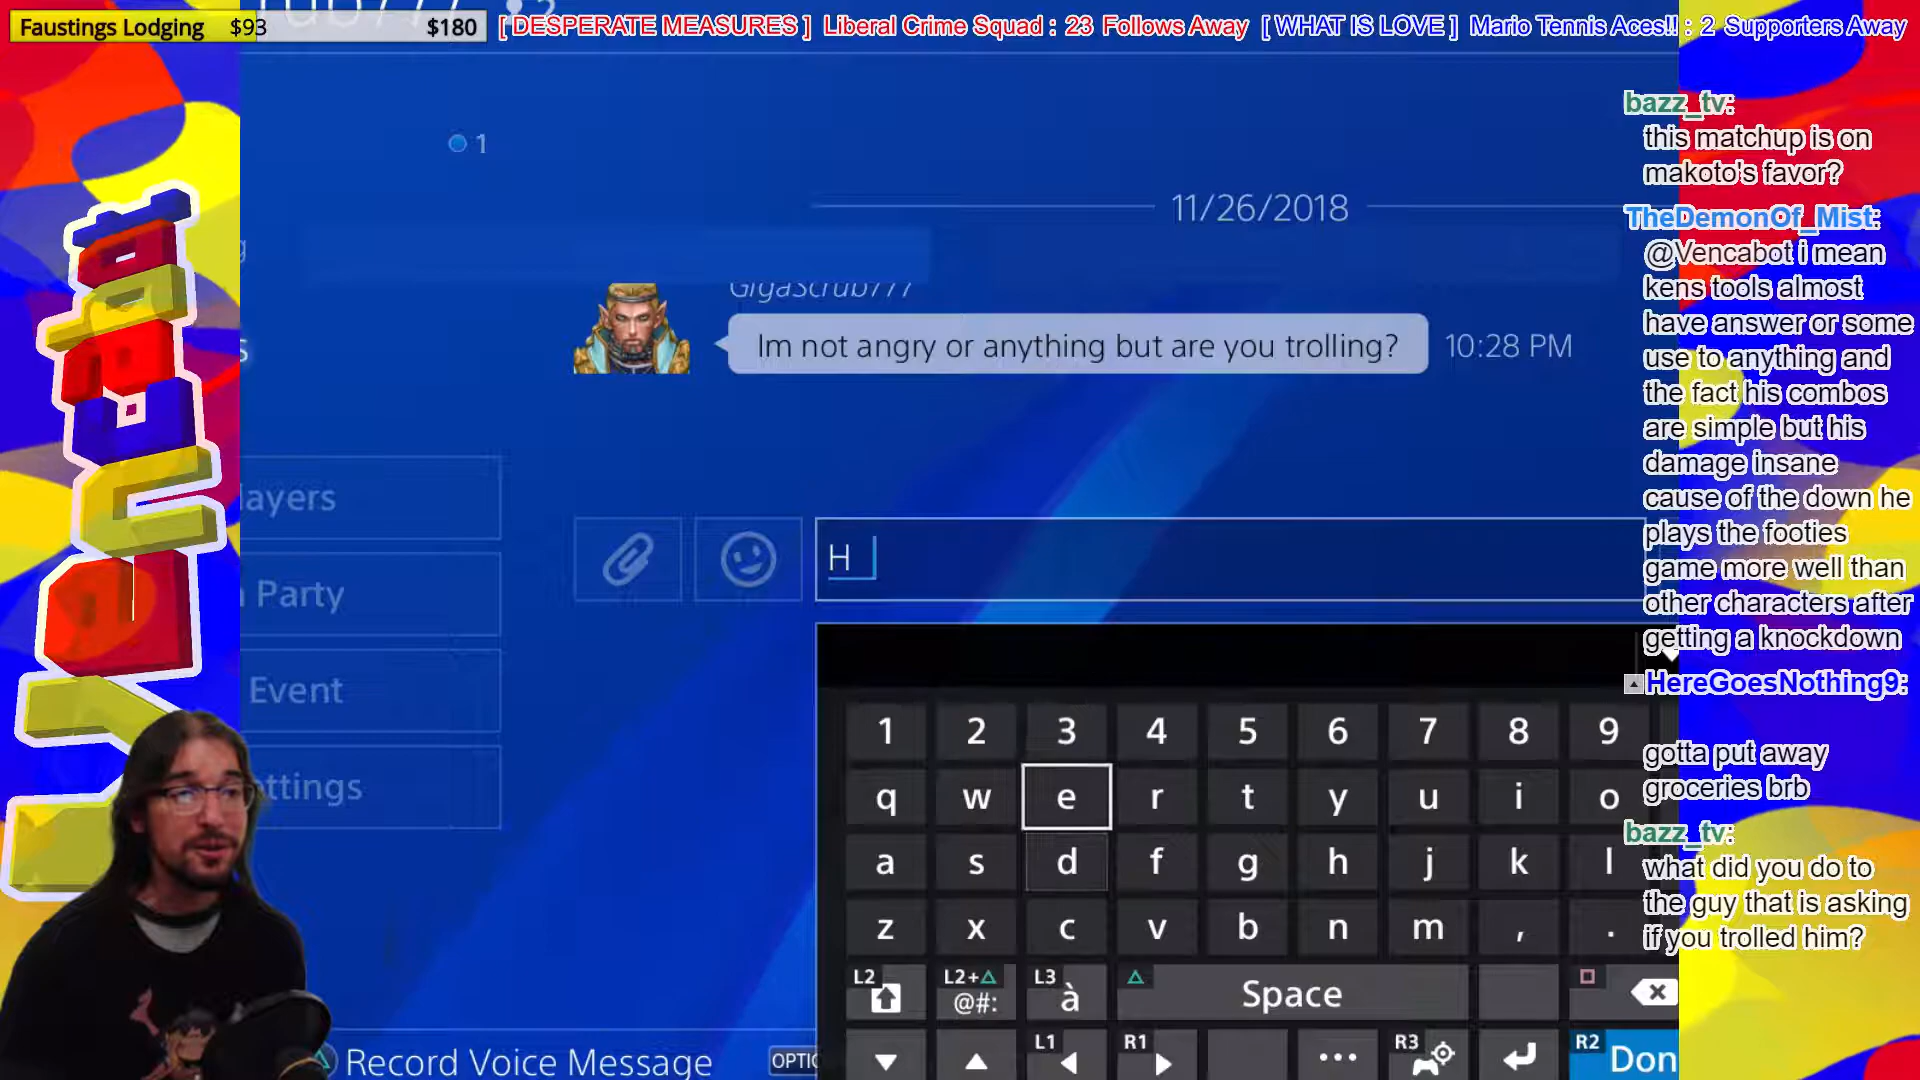 Faustings Lodging $93 $180
[ DESPERATE MEASURES ] Liberal Crime Squad : 23 Follows Away [ WHAT IS LOVE ] Mario Tennis Aces!! : 2 Supporters Away
1
11/26/2018
GigaScrub777
Im not angry or anything but are you trolling?
10:28 PM
layers
Party
Event
ttings
H
1 2 3 4 5 6 7 8 9
q w e r t y u i o
a s d f g h j k l
z x c v b n m , .
L2 L2+△ @#: L3 à △ Space
L1 R1 ... R3 R2 Don
Record Voice Message
OPTIO
bazz_tv:
this matchup is on
makoto's favor?
TheDemonOf_Mist:
@Vencabot i mean
kens tools almost
have answer or some
use to anything and
the fact his combos
are simple but his
damage insane
cause of the down he
plays the footies
game more well than
other characters after
getting a knockdown
HereGoesNothing9:
gotta put away
groceries brb
bazz_tv:
what did you do to
the guy that is asking
if you trolled him?